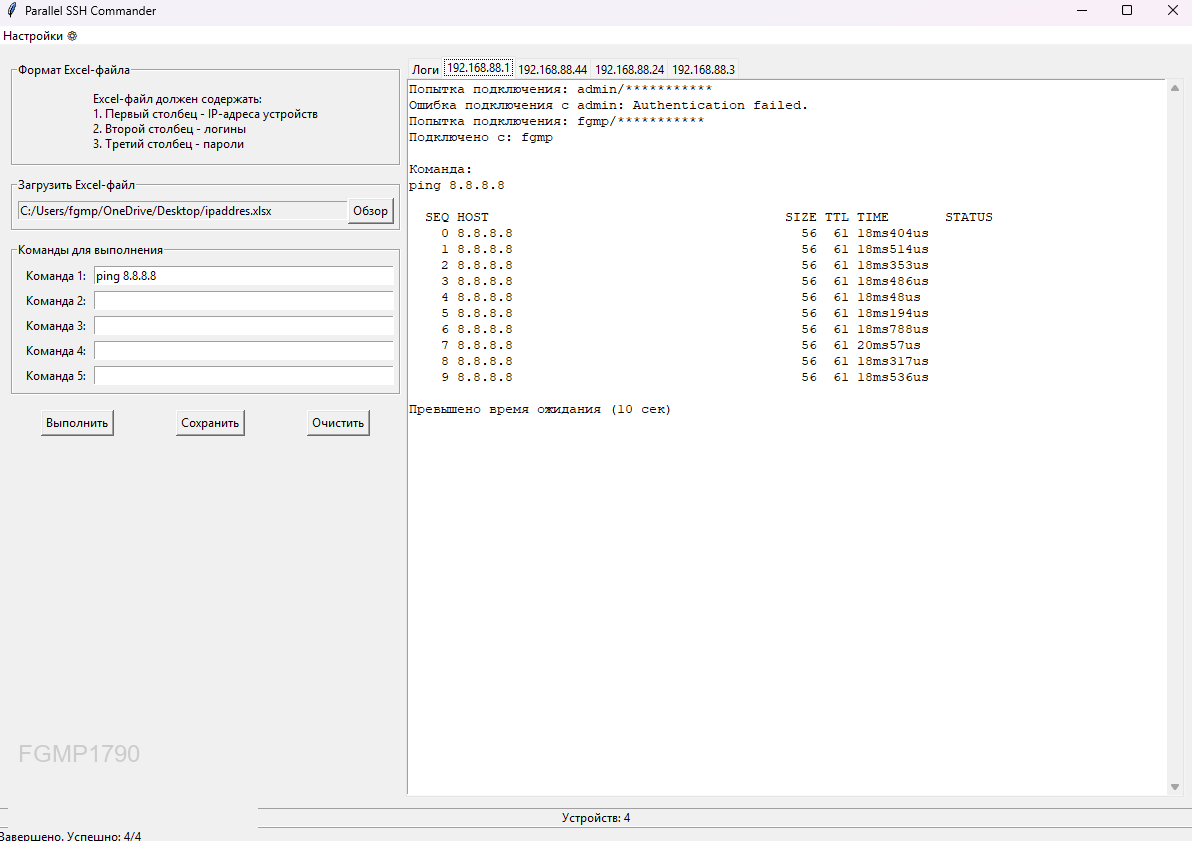 Parallel SSH Commander
Настройки ⚙
Формат Excel-файла
Excel-файл должен содержать:
1. Первый столбец - IP-адреса устройств
2. Второй столбец - логины
3. Третий столбец - пароли
Загрузить Excel-файл
C:/Users/fgmp/OneDrive/Desktop/ipaddres.xlsx Обзор
Команды для выполнения
Команда 1: ping 8.8.8.8
Команда 2:
Команда 3:
Команда 4:
Команда 5:
Выполнить Сохранить Очистить
FGMP1790
Логи 192.168.88.1 192.168.88.44 192.168.88.24 192.168.88.3
Попытка подключения: admin/***********
Ошибка подключения с admin: Authentication failed.
Попытка подключения: fgmp/***********
Подключено с: fgmp
Команда:
ping 8.8.8.8
SEQ HOST SIZE TTL TIME STATUS
0 8.8.8.8 56 61 18ms404us
1 8.8.8.8 56 61 18ms514us
2 8.8.8.8 56 61 18ms353us
3 8.8.8.8 56 61 18ms486us
4 8.8.8.8 56 61 18ms48us
5 8.8.8.8 56 61 18ms194us
6 8.8.8.8 56 61 18ms788us
7 8.8.8.8 56 61 20ms57us
8 8.8.8.8 56 61 18ms317us
9 8.8.8.8 56 61 18ms536us
Превышено время ожидания (10 сек)
Устройств: 4
Завершено. Успешно: 4/4